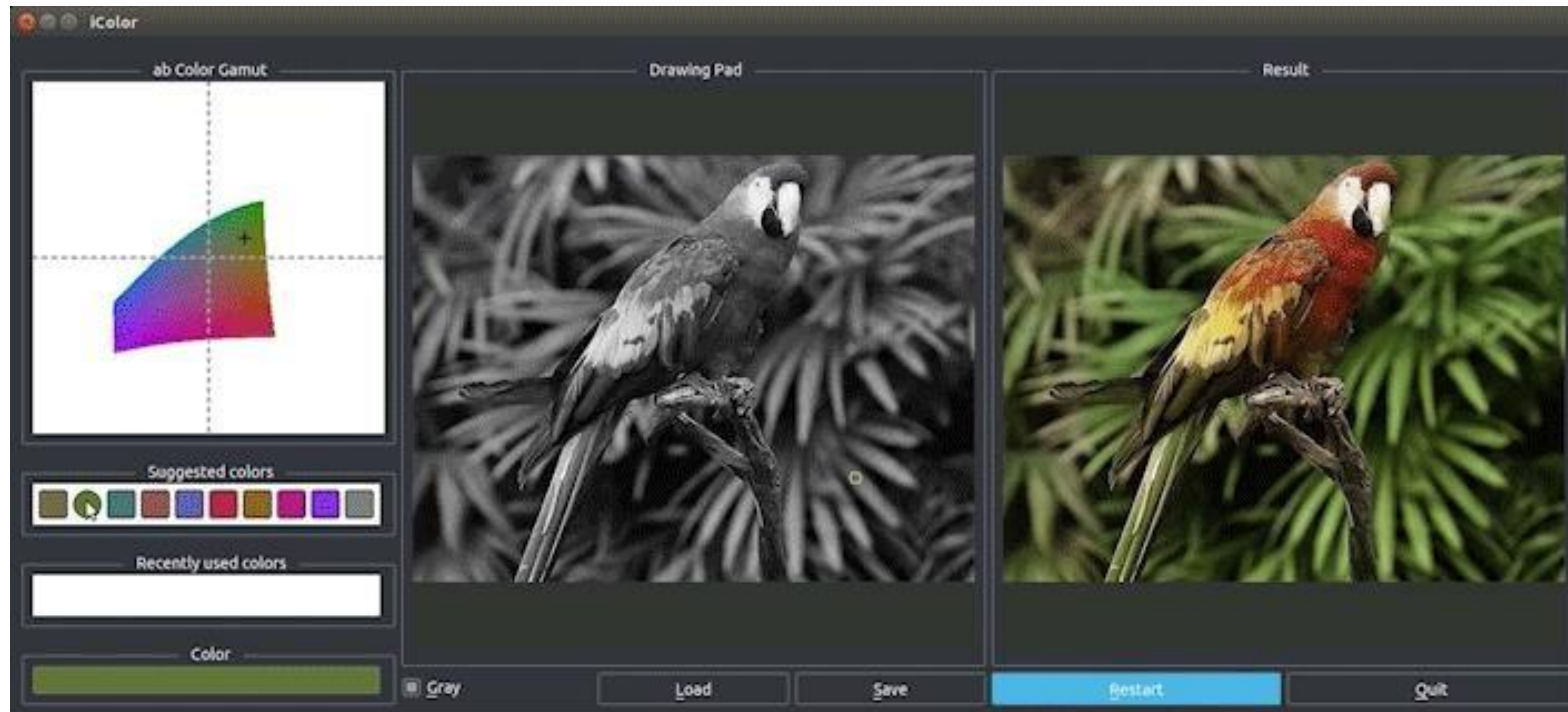 iColor
ab Color Gamut
Drawing Pad
Result
Suggested colors
Recently used colors
Color
Gray
Load
Save
Restart
Quit